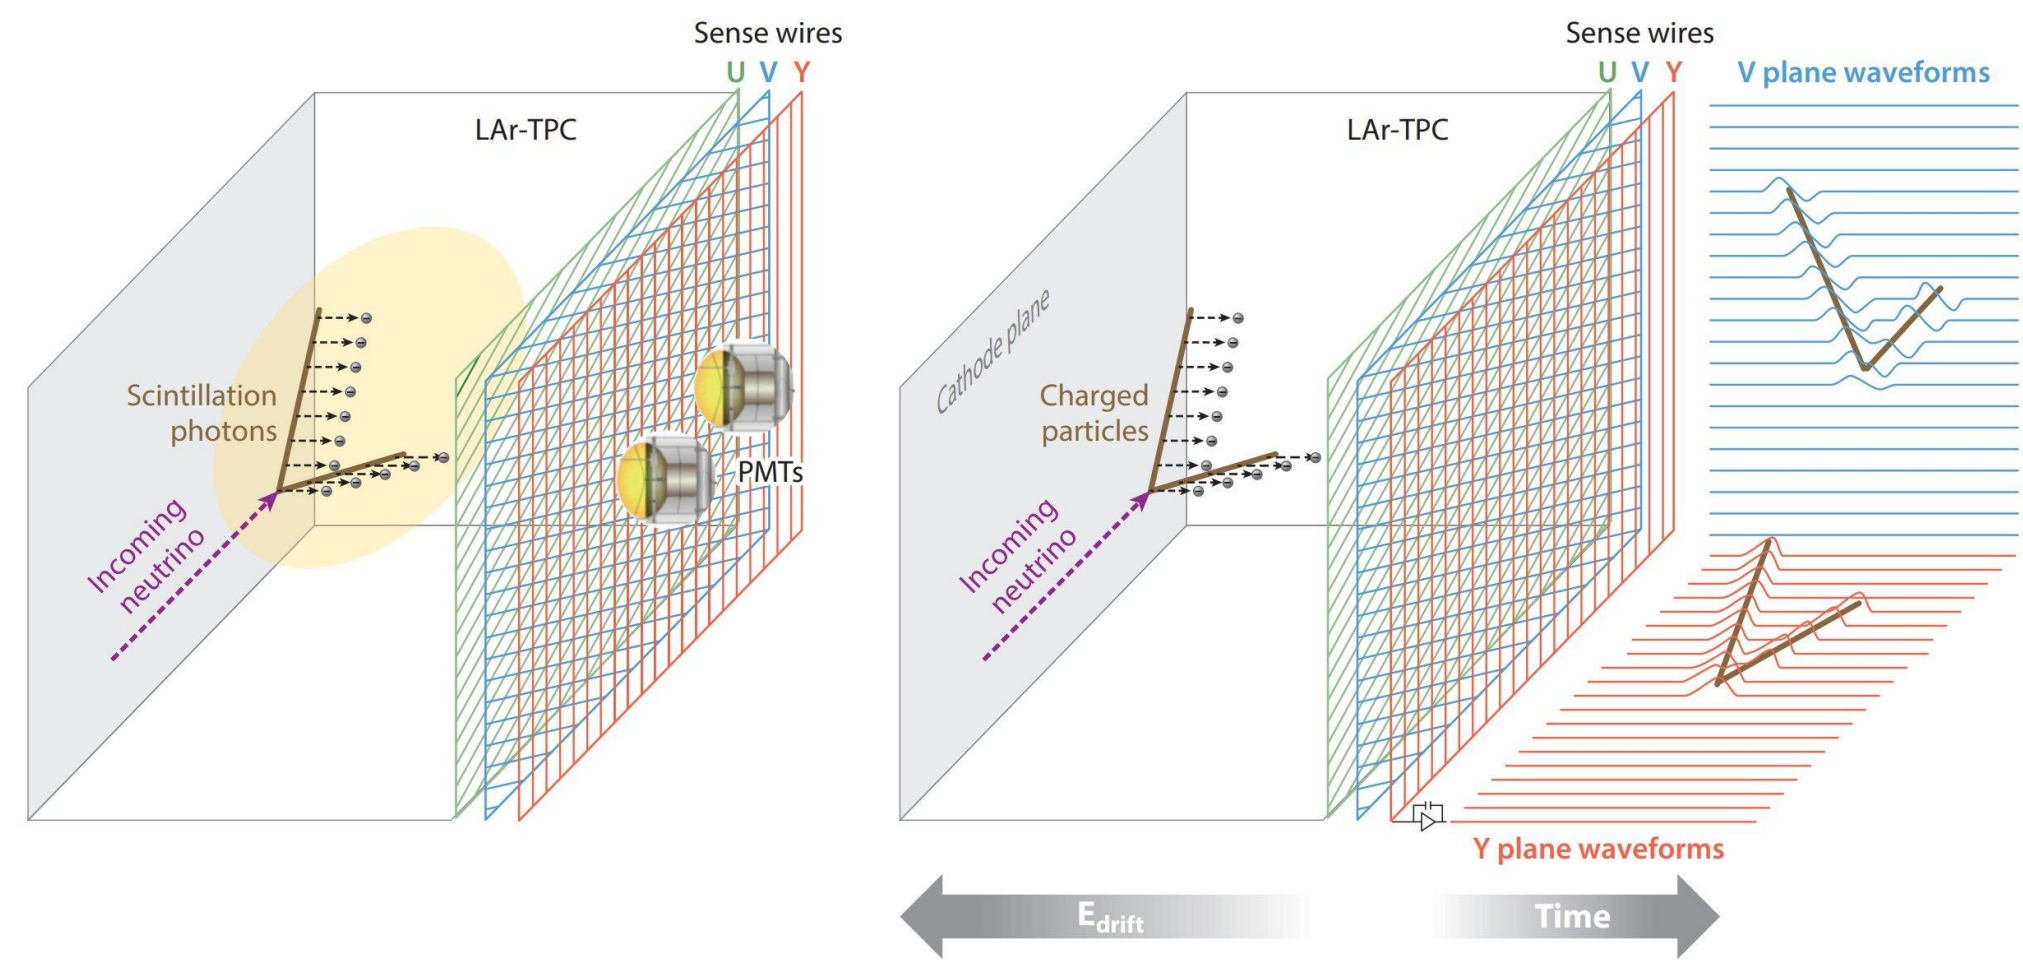 Sense wires
U V Y
LAr-TPC
Scintillation
photons
Incoming
neutrino
PMTs
Sense wires
U V Y
V plane waveforms
LAr-TPC
Cathode plane
Charged
particles
Incoming
neutrino
Y plane waveforms
Edrift
Time